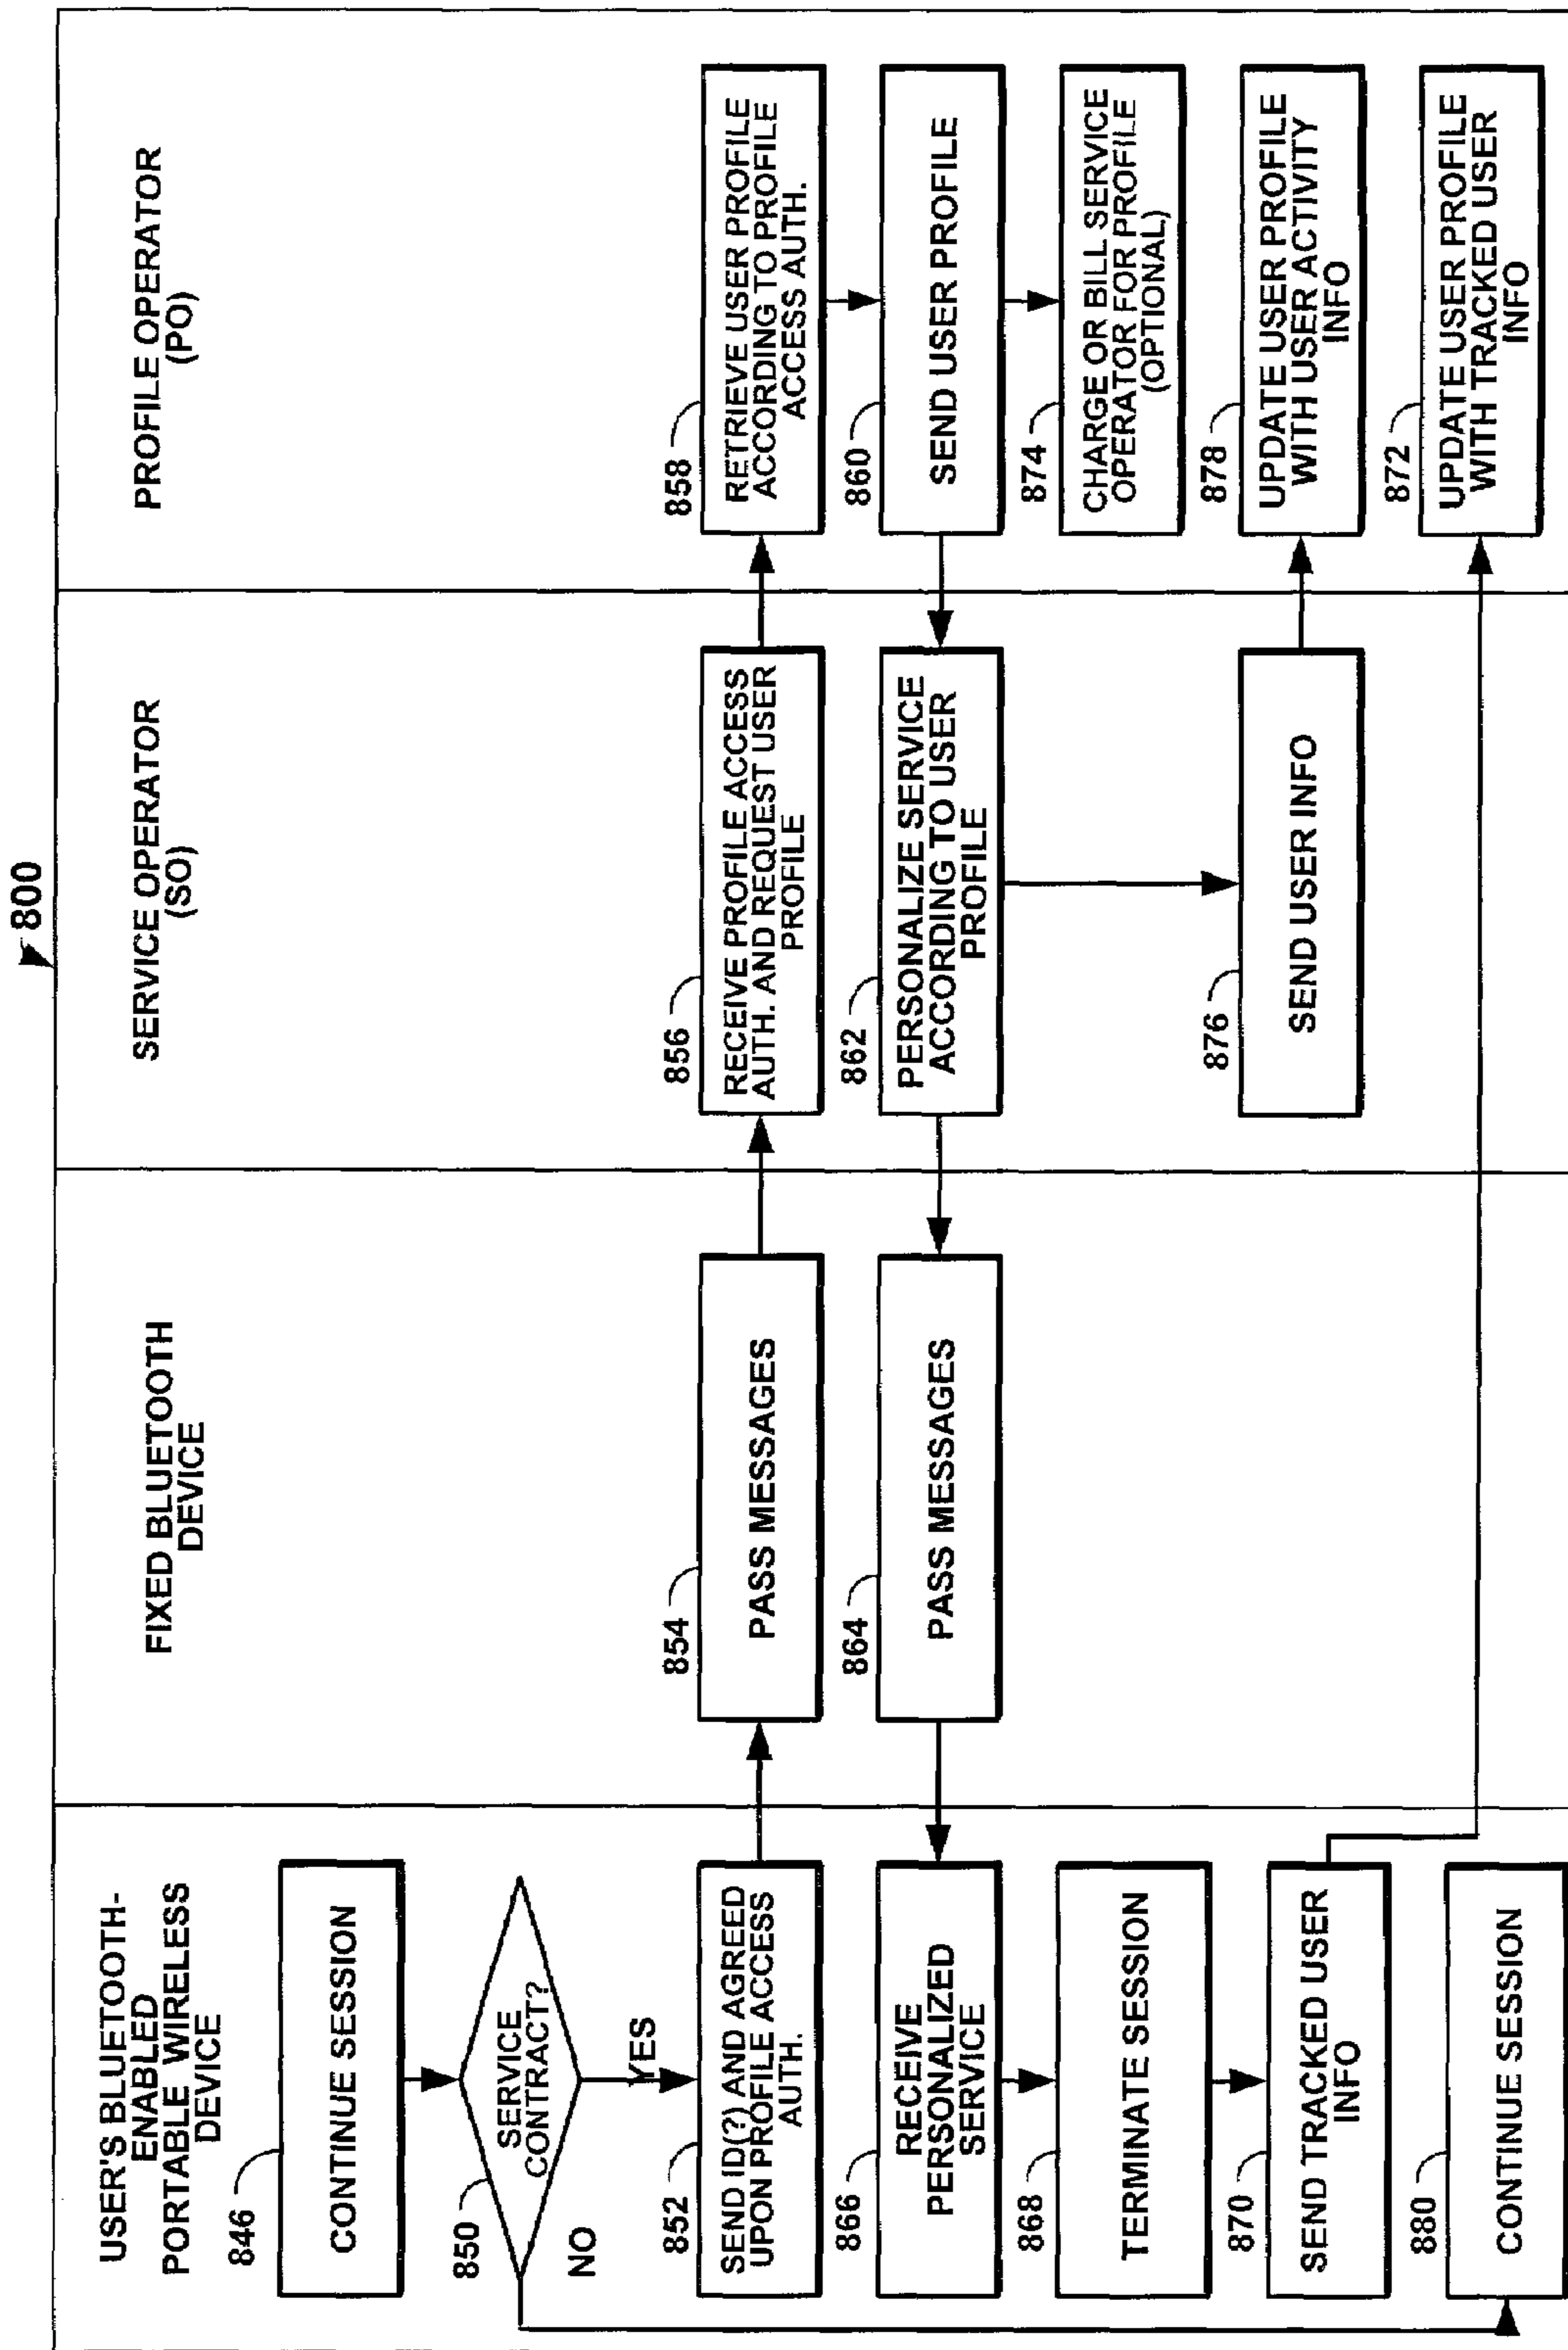 800
USER'S BLUETOOTH-
ENABLED
PORTABLE WIRELESS
DEVICE
FIXED BLUETOOTH
DEVICE
SERVICE OPERATOR
(SO)
PROFILE OPERATOR
(PO)
846
CONTINUE SESSION
850
SERVICE
CONTRACT?
NO
YES
852
SEND ID(?) AND AGREED
UPON PROFILE ACCESS
AUTH.
854
PASS MESSAGES
856
RECEIVE PROFILE ACCESS
AUTH. AND REQUEST USER
PROFILE
858
RETRIEVE USER PROFILE
ACCORDING TO PROFILE
ACCESS AUTH.
866
RECEIVE
PERSONALIZED
SERVICE
864
PASS MESSAGES
862
PERSONALIZE SERVICE
ACCORDING TO USER
PROFILE
860
SEND USER PROFILE
868
TERMINATE SESSION
874
CHARGE OR BILL SERVICE
OPERATOR FOR PROFILE
(OPTIONAL)
870
SEND TRACKED USER
INFO
876
SEND USER INFO
878
UPDATE USER PROFILE
WITH USER ACTIVITY
INFO
880
CONTINUE SESSION
872
UPDATE USER PROFILE
WITH TRACKED USER
INFO